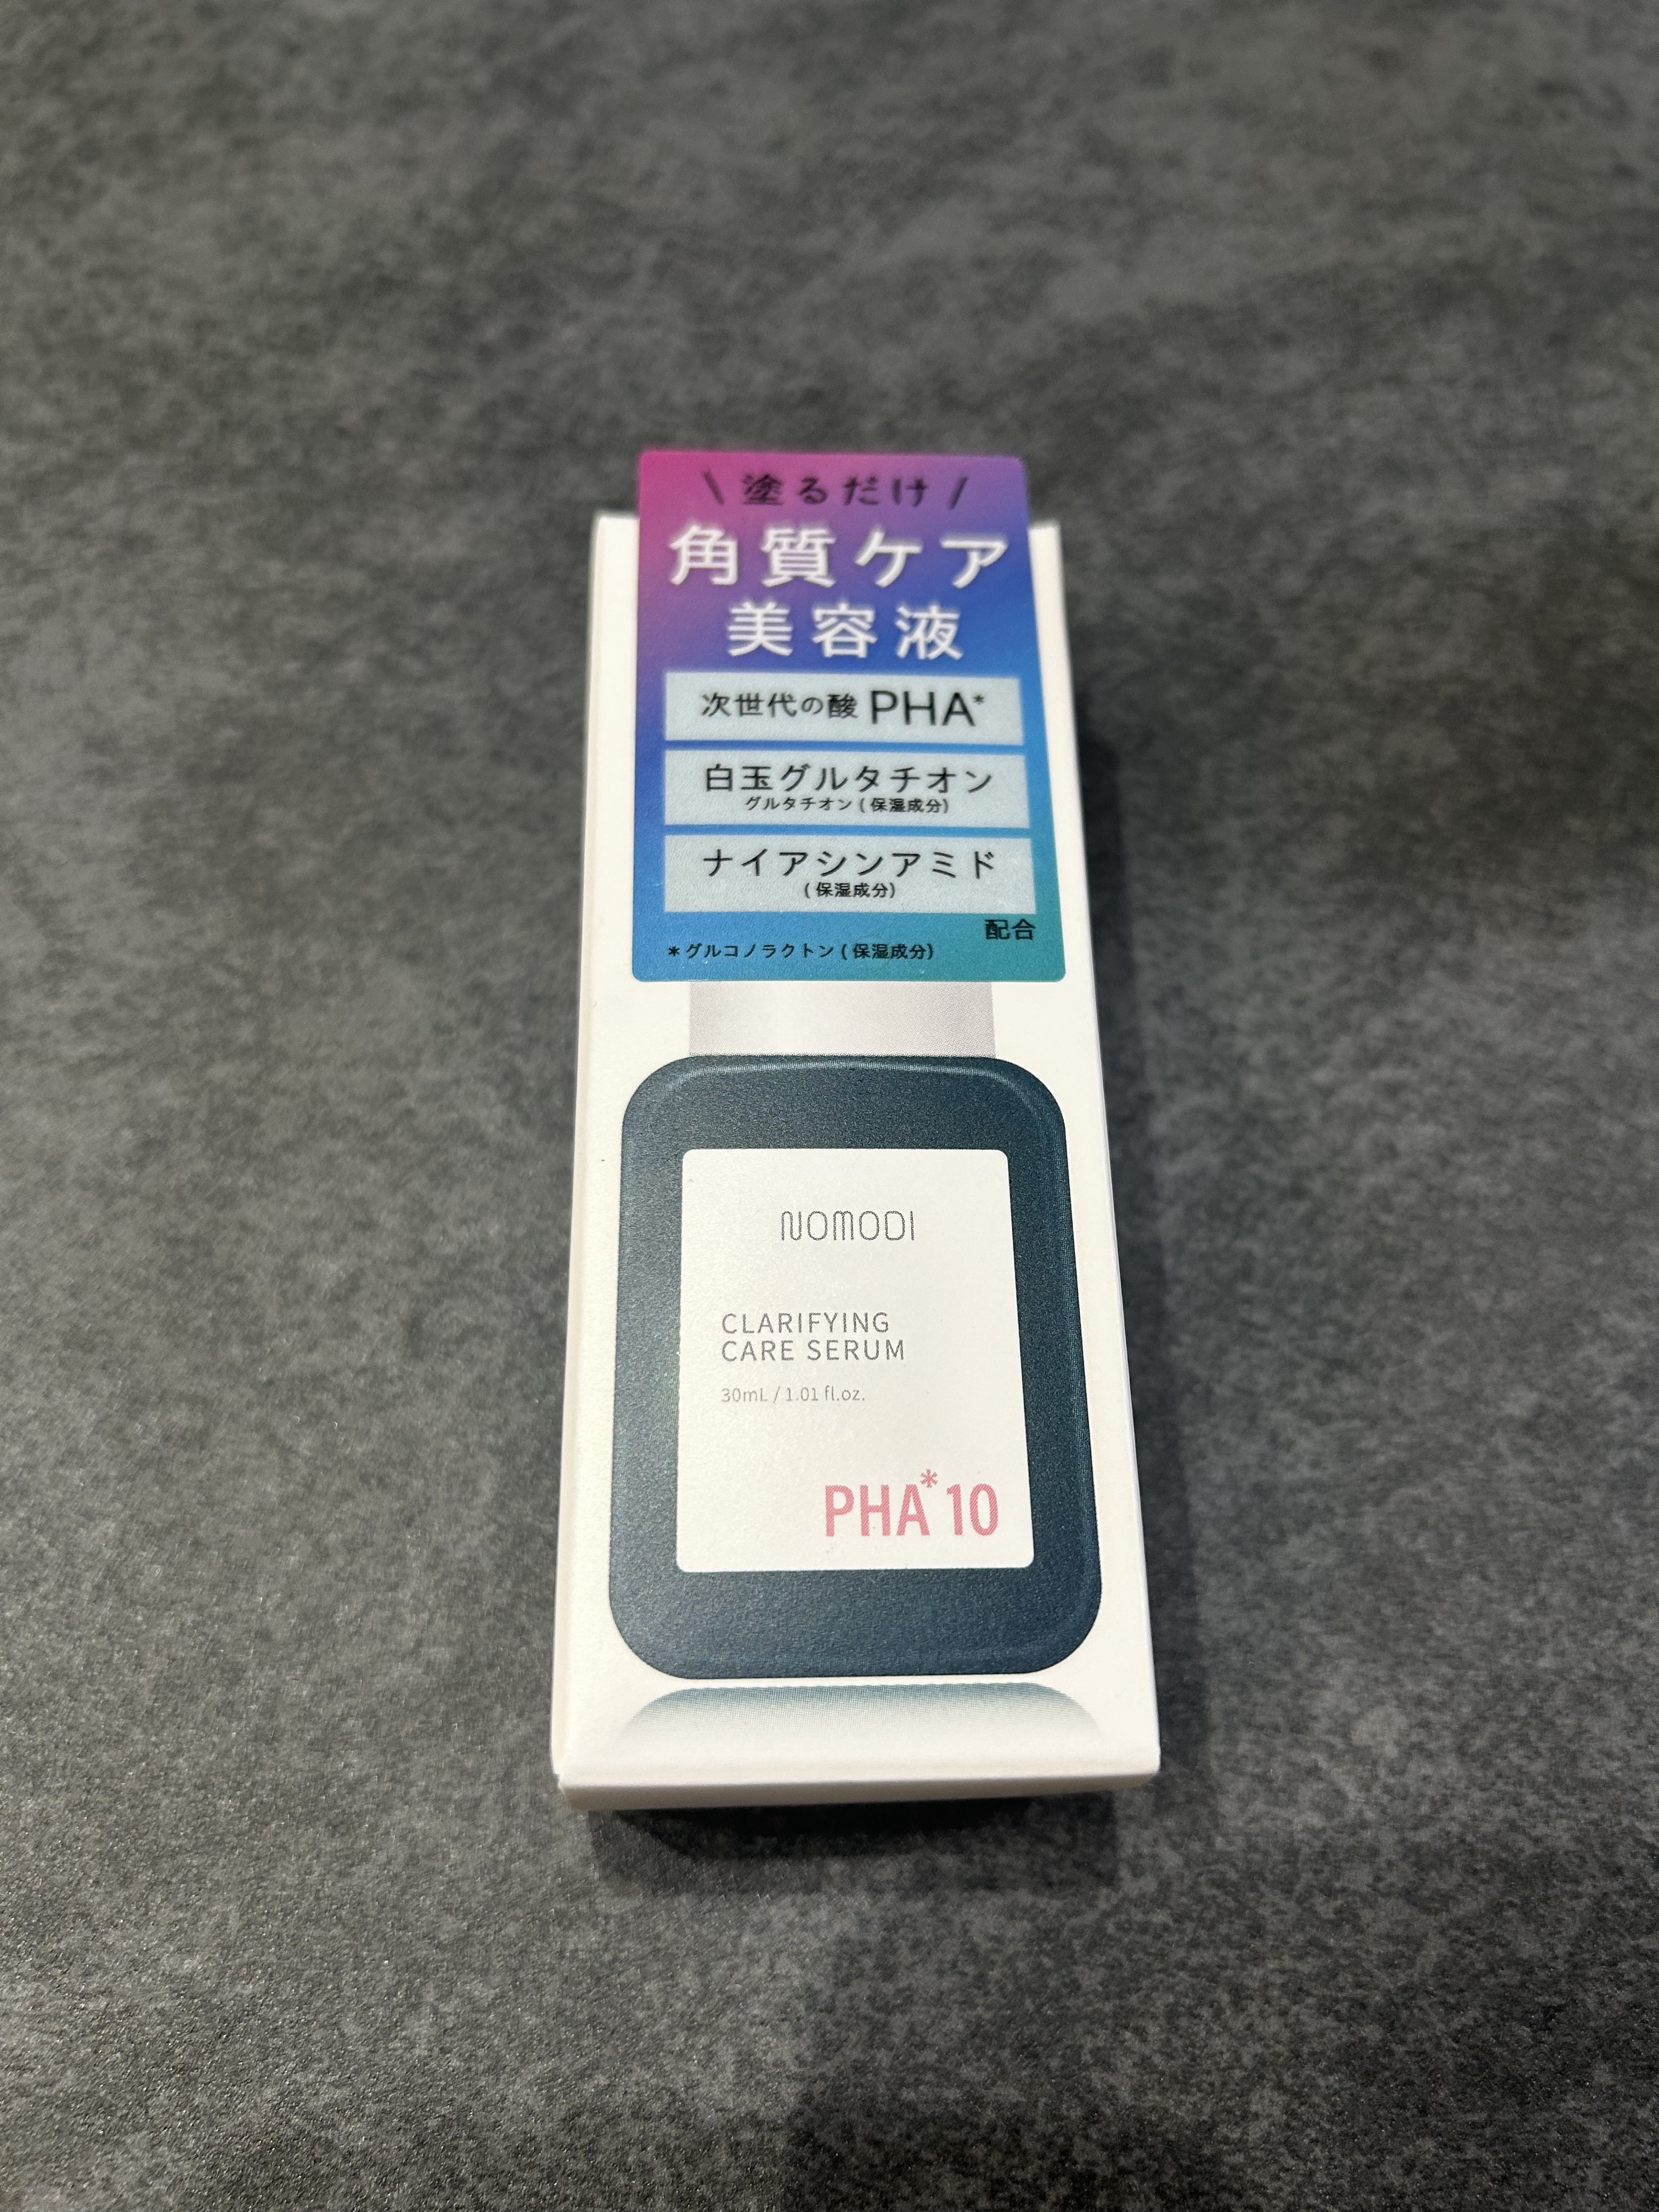 \ 塗るだけ /
角質ケア
美容液
次世代の酸 PHA*
白玉グルタチオン
グルタチオン (保湿成分)
ナイアシンアミド
(保湿成分)
配合
*グルコノラクトン (保湿成分)
NOMODI
CLARIFYING
CARE SERUM
30mL / 1.01 fl.oz.
PHA*10